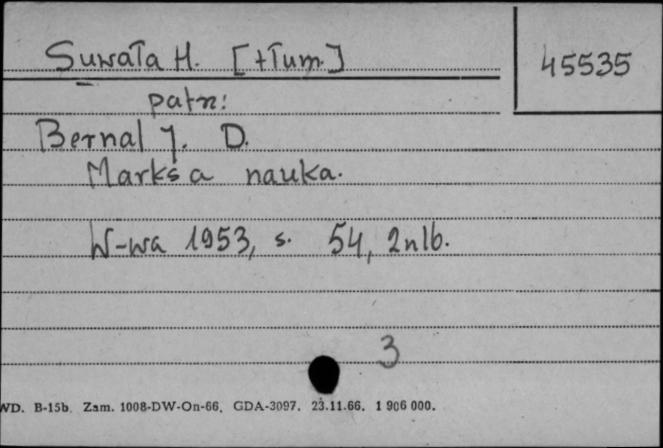 Suwała H. [tłum.]
45535
patrz:
Bernal J. D.
Marks a nauka.
W-wa 1953, s. 54, 2nlb.
3
WD. B-15b. Zam. 1008-DW-On-66. GDA-3097. 23.11.66. 1 906 000.